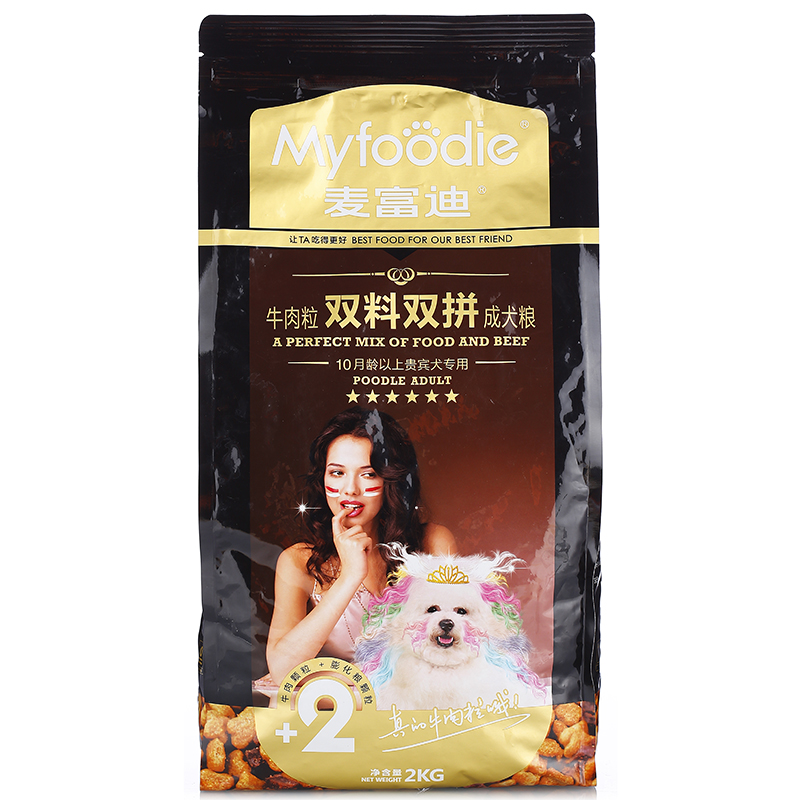 Myfoodie®
麦富迪®
让TA吃得更好 BEST FOOD FOR OUR BEST FRIEND
牛肉粒 双料双拼 成犬粮
A PERFECT MIX OF FOOD AND BEEF
10月龄以上贵宾犬专用
POODLE ADULT
牛肉颗粒 + 膨化粮颗粒
+2
真的牛肉粒哦!
净含量
NET WEIGHT 2KG